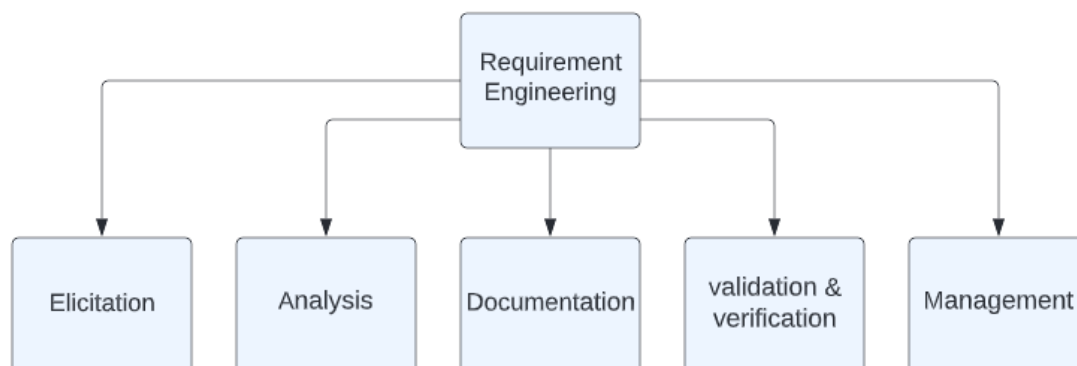 Requirement
Engineering
Elicitation
Analysis
Documentation
validation &
verification
Management